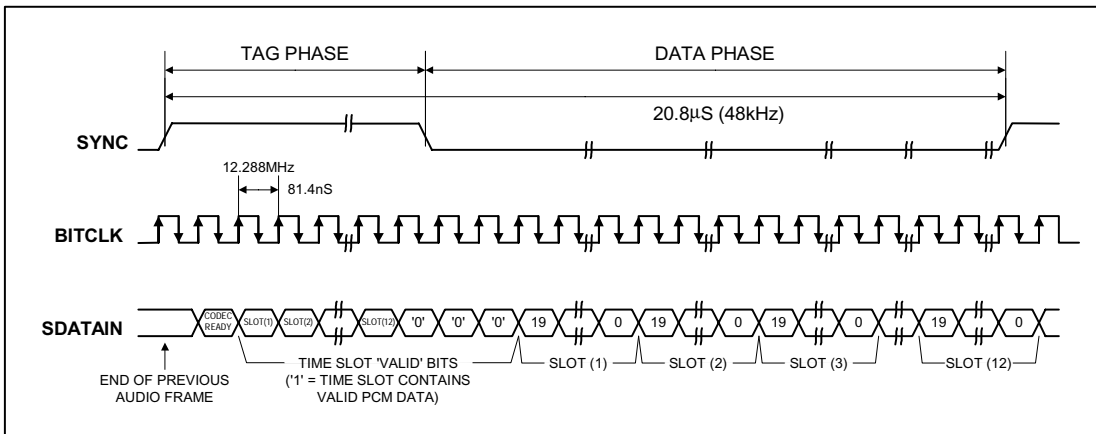 TAG PHASE DATA PHASE
20.8µS (48kHz)
SYNC
12.288MHz
81.4nS
BITCLK
SDATAIN CODEC READY SLOT(1) SLOT(2) SLOT(12) '0' '0' '0' 19 0 19 0 19 0 19 0
TIME SLOT 'VALID' BITS
('1' = TIME SLOT CONTAINS
VALID PCM DATA)
SLOT (1) SLOT (2) SLOT (3) SLOT (12)
END OF PREVIOUS
AUDIO FRAME